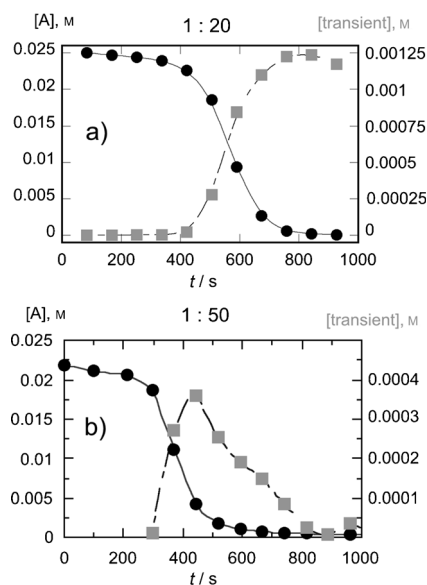 [A], M 1 : 20 [transient], M
0.025 0.00125
0.02 0.001
0.015 a) 0.00075
0.01 0.0005
0.005 0.00025
0 0
0 200 400 600 800 1000
t / s
[A], M 1 : 50 [transient], M
0.025
0.02 0.0004
0.015 b) 0.0003
0.01 0.0002
0.005 0.0001
0
0 200 400 600 800 1000
t / s